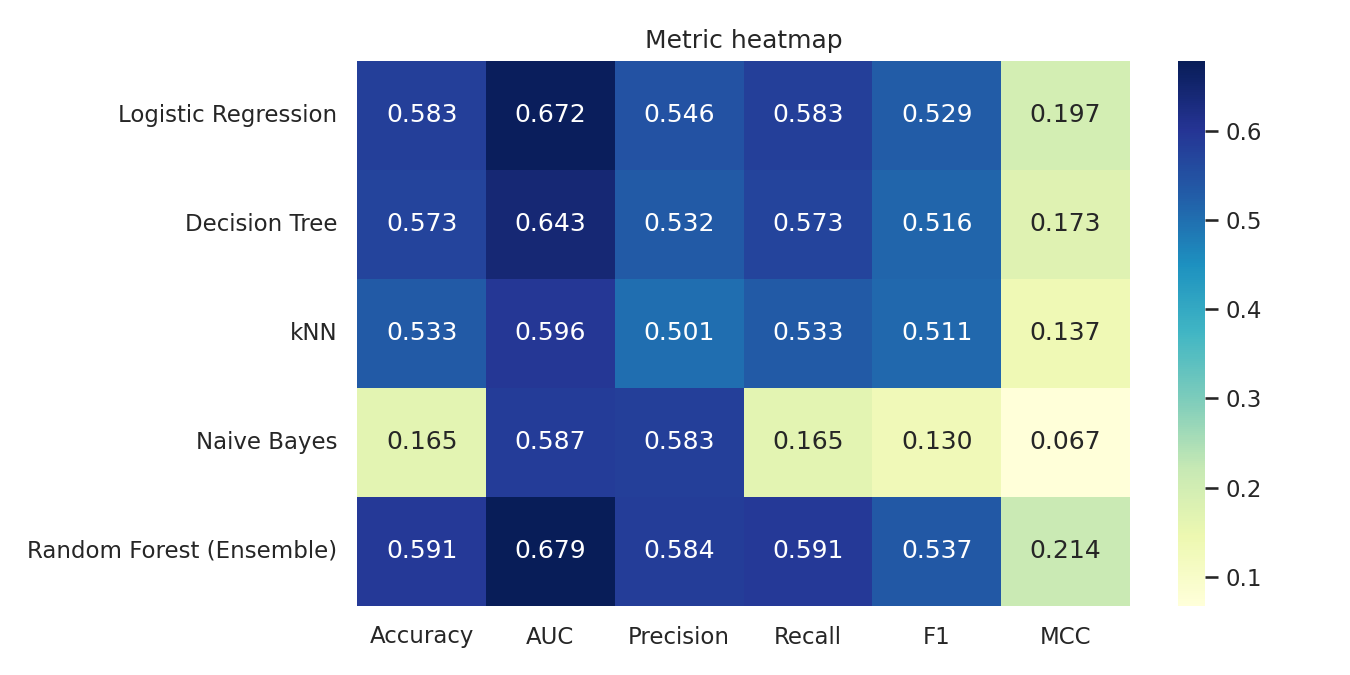 Metric heatmap
Logistic Regression 0.583 0.672 0.546 0.583 0.529 0.197
Decision Tree 0.573 0.643 0.532 0.573 0.516 0.173
kNN 0.533 0.596 0.501 0.533 0.511 0.137
Naive Bayes 0.165 0.587 0.583 0.165 0.130 0.067
Random Forest (Ensemble) 0.591 0.679 0.584 0.591 0.537 0.214
Accuracy AUC Precision Recall F1 MCC
0.6
0.5
0.4
0.3
0.2
0.1